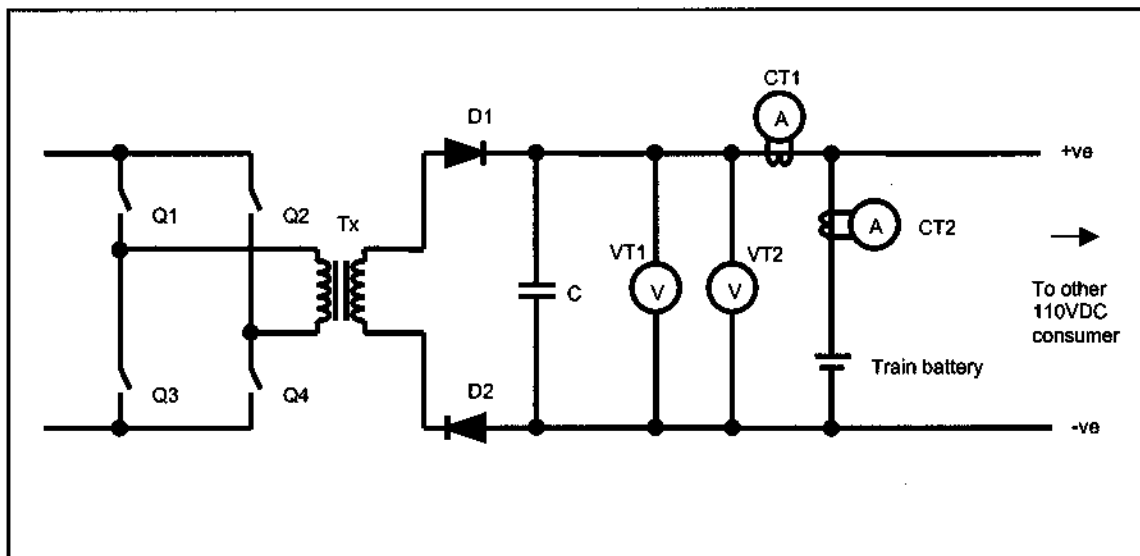 CT1
A
D1
+ve
Q1
Q2
Tx
A
CT2
VT1
VT2
V
V
C
To other
110VDC
consumer
Train battery
Q3
Q4
D2
-ve